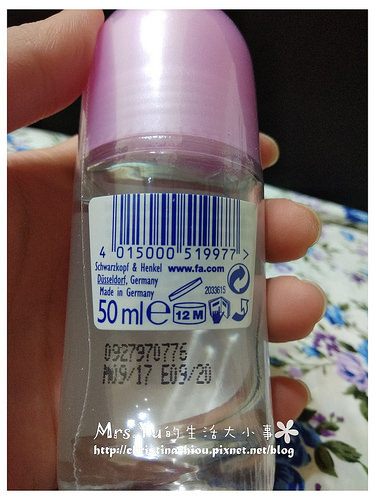 4 015000 519977 >
Schwarzkopf & Henkel www.fa.com
Düsseldorf, Germany
Made in Germany
2033615
50 ml e 12 M
0927970776
M09/17 E09/20
Mrs.Yu的生活大小事
http://christinashiou.pixnet.net/blog